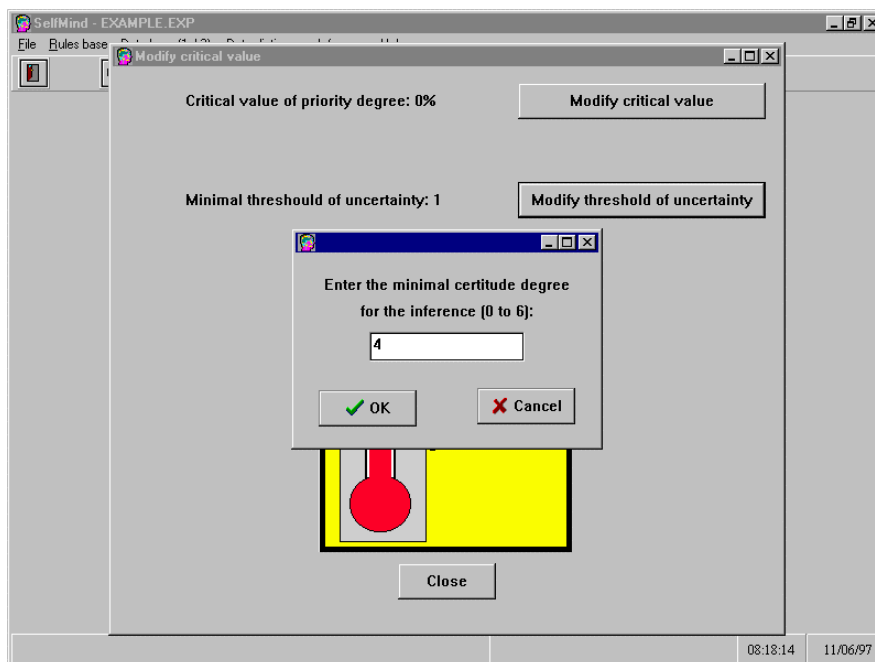 SelfMind - EXAMPLE.EXP
File Rules base
Modify critical value
Critical value of priority degree: 0%
Modify critical value
Minimal threshould of uncertainty: 1
Modify threshold of uncertainty
Enter the minimal certitude degree
for the inference (0 to 6):
4
OK
Cancel
Close
08:18:14
11/06/97